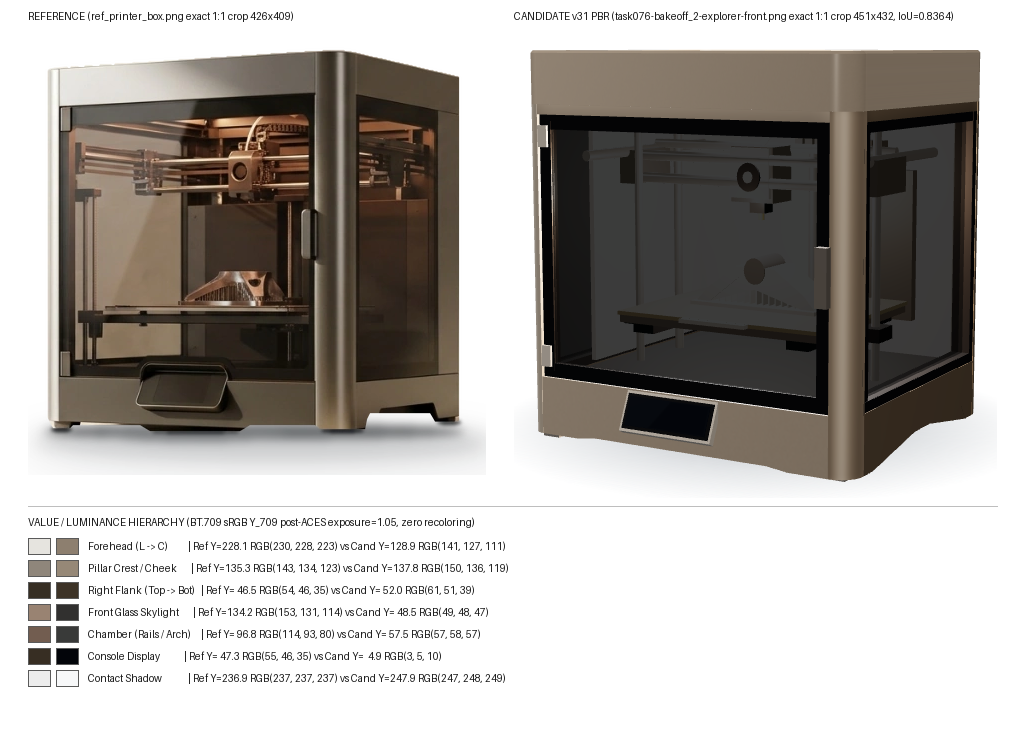 REFERENCE (ref_printer_box.png exact 1:1 crop 426x409)
CANDIDATE v31 PBR (task076-bakeoff_2-explorer-front.png exact 1:1 crop 451x432, IoU=0.8364)
VALUE / LUMINANCE HIERARCHY (BT.709 sRGB Y_709 post-ACES exposure=1.05, zero recoloring)
Forehead (L -> C) | Ref Y=228.1 RGB(230, 228, 223) vs Cand Y=128.9 RGB(141, 127, 111)
Pillar Crest / Cheek | Ref Y=135.3 RGB(143, 134, 123) vs Cand Y=137.8 RGB(150, 136, 119)
Right Flank (Top -> Bot) | Ref Y= 46.5 RGB(54, 46, 35) vs Cand Y= 52.0 RGB(61, 51, 39)
Front Glass Skylight | Ref Y=134.2 RGB(153, 131, 114) vs Cand Y= 48.5 RGB(49, 48, 47)
Chamber (Rails / Arch) | Ref Y= 96.8 RGB(114, 93, 80) vs Cand Y= 57.5 RGB(57, 58, 57)
Console Display | Ref Y= 47.3 RGB(55, 46, 35) vs Cand Y= 4.9 RGB(3, 5, 10)
Contact Shadow | Ref Y=236.9 RGB(237, 237, 237) vs Cand Y=247.9 RGB(247, 248, 249)